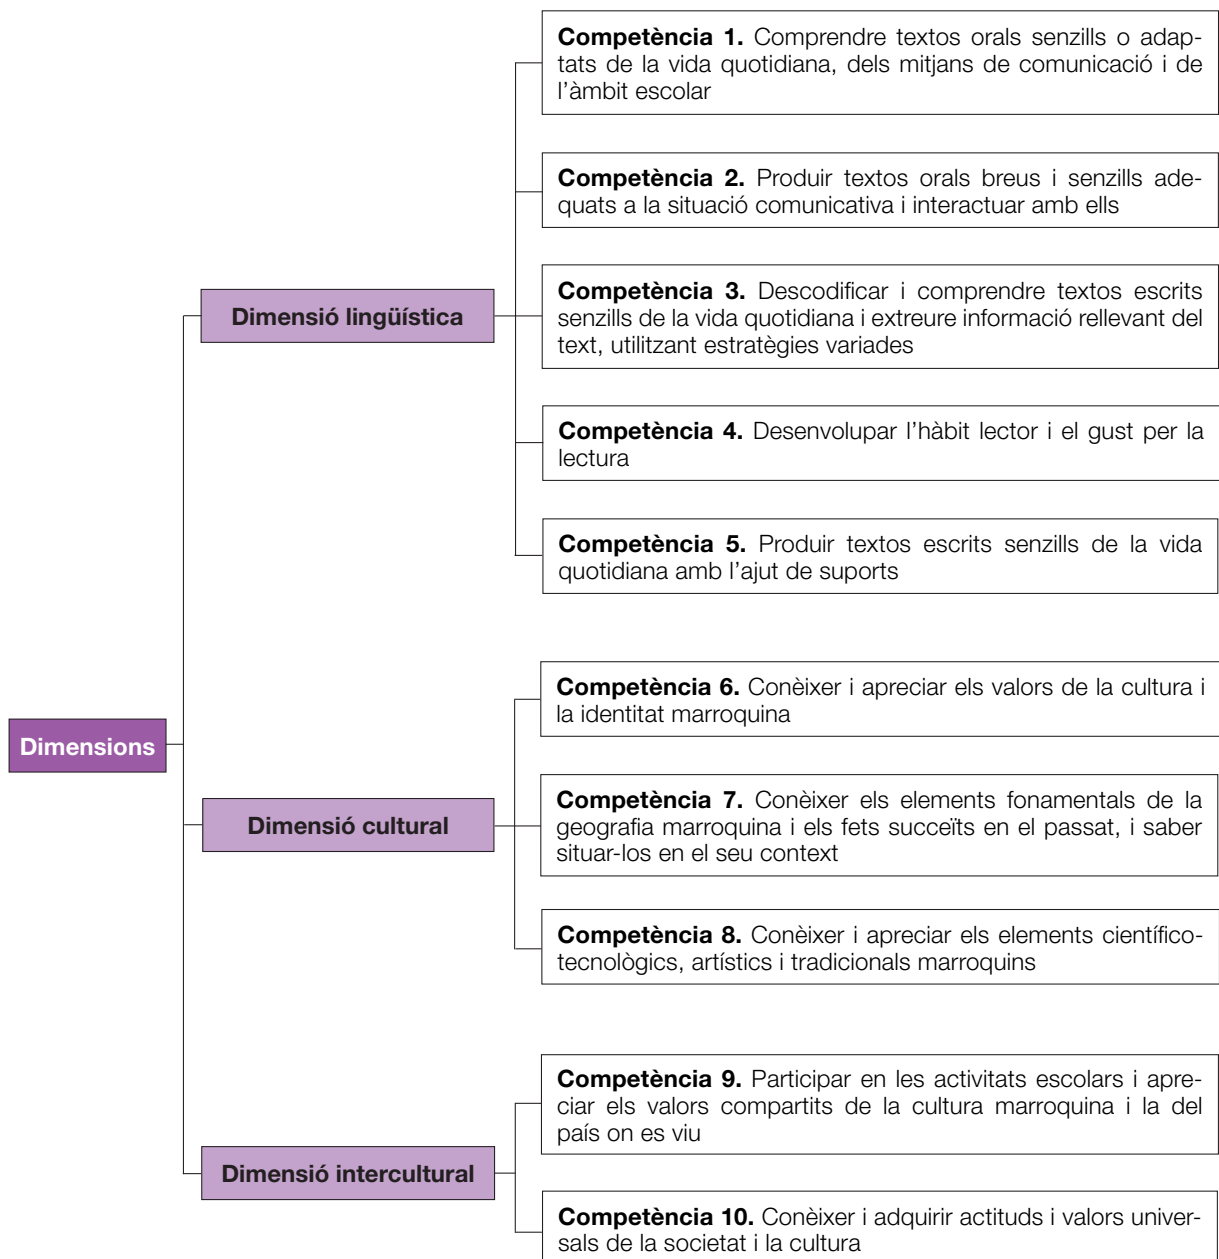 Competència 1. Comprendre textos orals senzills o adap-
tats de la vida quotidiana, dels mitjans de comunicació i de
l'àmbit escolar
Competència 2. Produir textos orals breus i senzills ade-
quats a la situació comunicativa i interactuar amb ells
Dimensió lingüística
Competència 3. Descodificar i comprendre textos escrits
senzills de la vida quotidiana i extreure informació rellevant del
text, utilitzant estratègies variades
Competència 4. Desenvolupar l'hàbit lector i el gust per la
lectura
Competència 5. Produir textos escrits senzills de la vida
quotidiana amb l'ajut de suports
Dimensions
Competència 6. Conèixer i apreciar els valors de la cultura i
la identitat marroquina
Dimensió cultural
Competència 7. Conèixer els elements fonamentals de la
geografia marroquina i els fets succeïts en el passat, i saber
situar-los en el seu context
Competència 8. Conèixer i apreciar els elements científico-
tecnològics, artístics i tradicionals marroquins
Dimensió intercultural
Competència 9. Participar en les activitats escolars i apre-
ciar els valors compartits de la cultura marroquina i la del
país on es viu
Competència 10. Conèixer i adquirir actituds i valors univer-
sals de la societat i la cultura